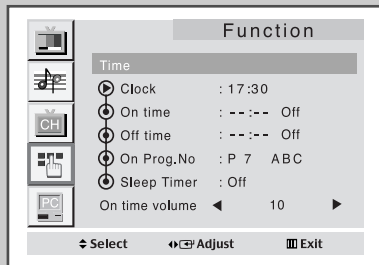 Function
Time
Clock : 17:30
On time : --:-- Off
Off time : --:-- Off
On Prog.No : P 7 ABC
Sleep Timer : Off
On time volume ◀ 10 ▶
CH
PC
Select Adjust Exit